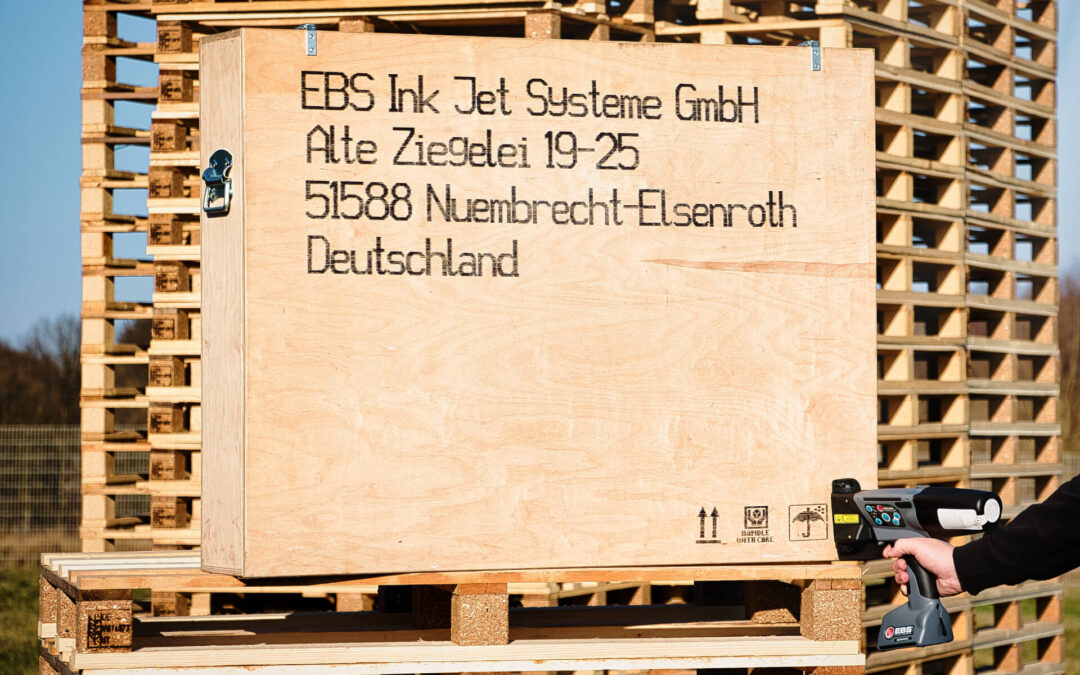 EBS Ink Jet Systeme GmbH
Alte Ziegelei 19-25
51588 Nuembrecht-Elsenroth
Deutschland
HANDLE
WITH CARE
EBS